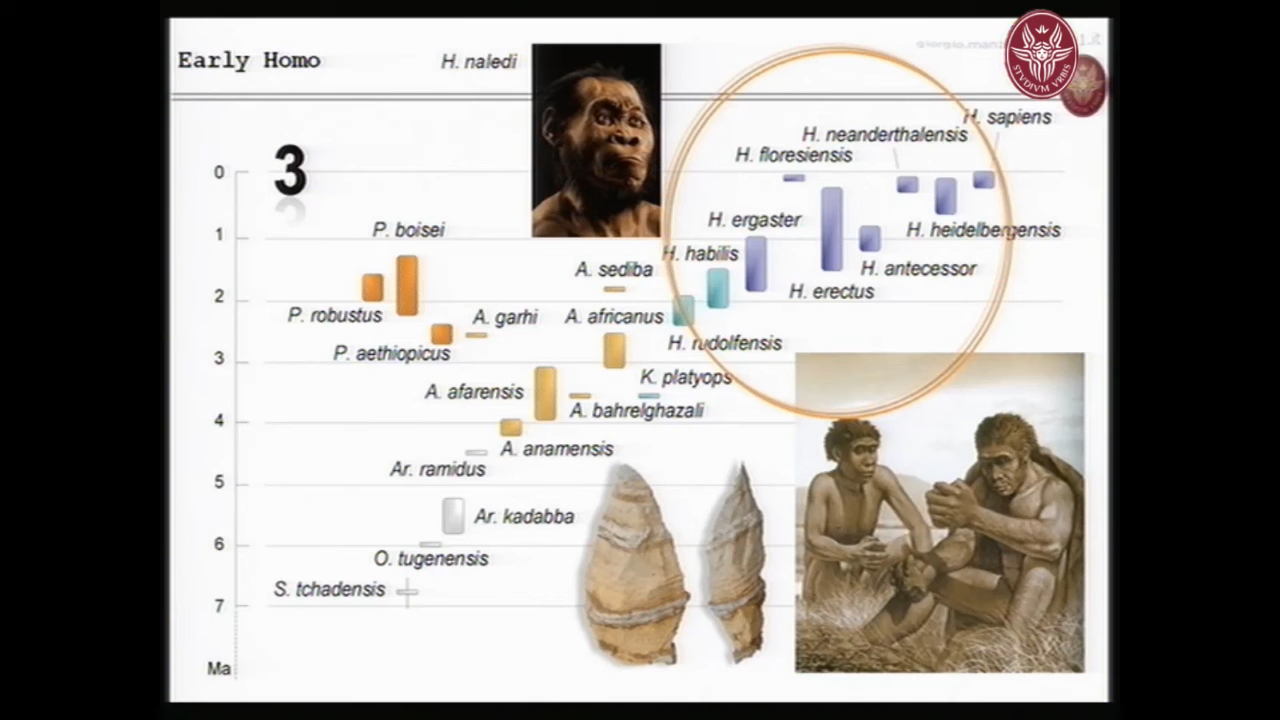 Early Homo
H. naledi
STVDIVM VRBIS
3
H. sapiens
H. neanderthalensis
H. floresiensis
0
H. ergaster
P. boisei
1
H. heidelbergensis
H. habilis
A. sediba
H. antecessor
2
H. erectus
P. robustus
A. garhi
A. africanus
H. rudolfensis
P. aethiopicus
3
K. platyops
A. afarensis
A. bahrelghazali
4
A. anamensis
Ar. ramidus
5
Ar. kadabba
6
O. tugenensis
S. tchadensis
7
Ma